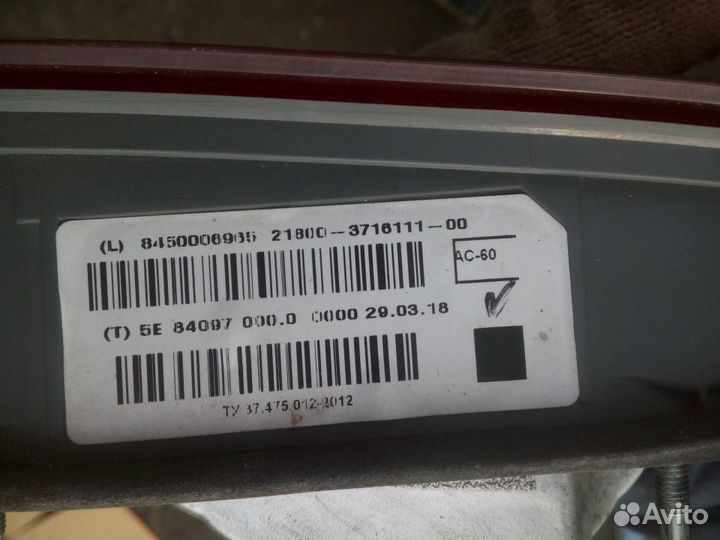 (L) 8450006965 21800-3716111-00
AC-60
(T) 5E 84097 000.0 0000 29.03.18
ТУ 37.475.012-2012
Avito